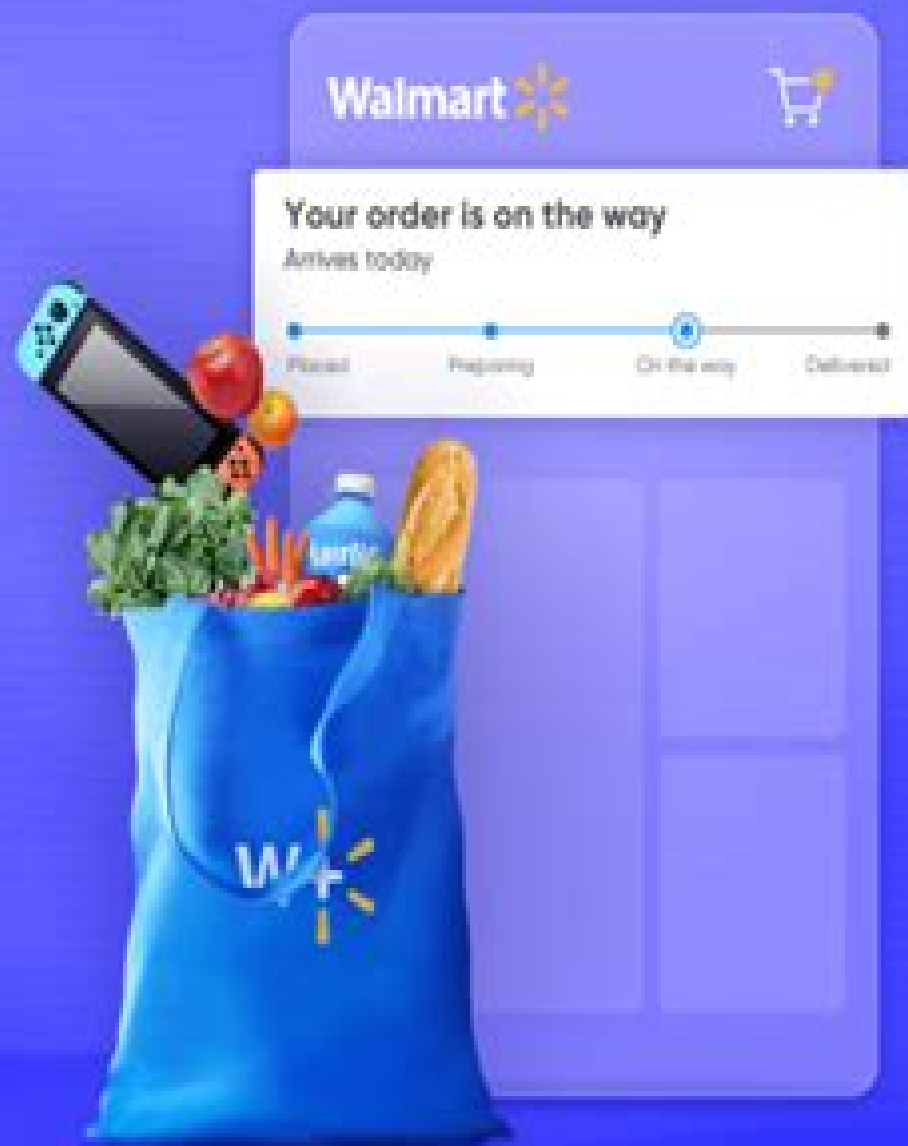 Walmart
Your order is on the way
Arrives today
Placed
Preparing
On the way
Delivered
W+